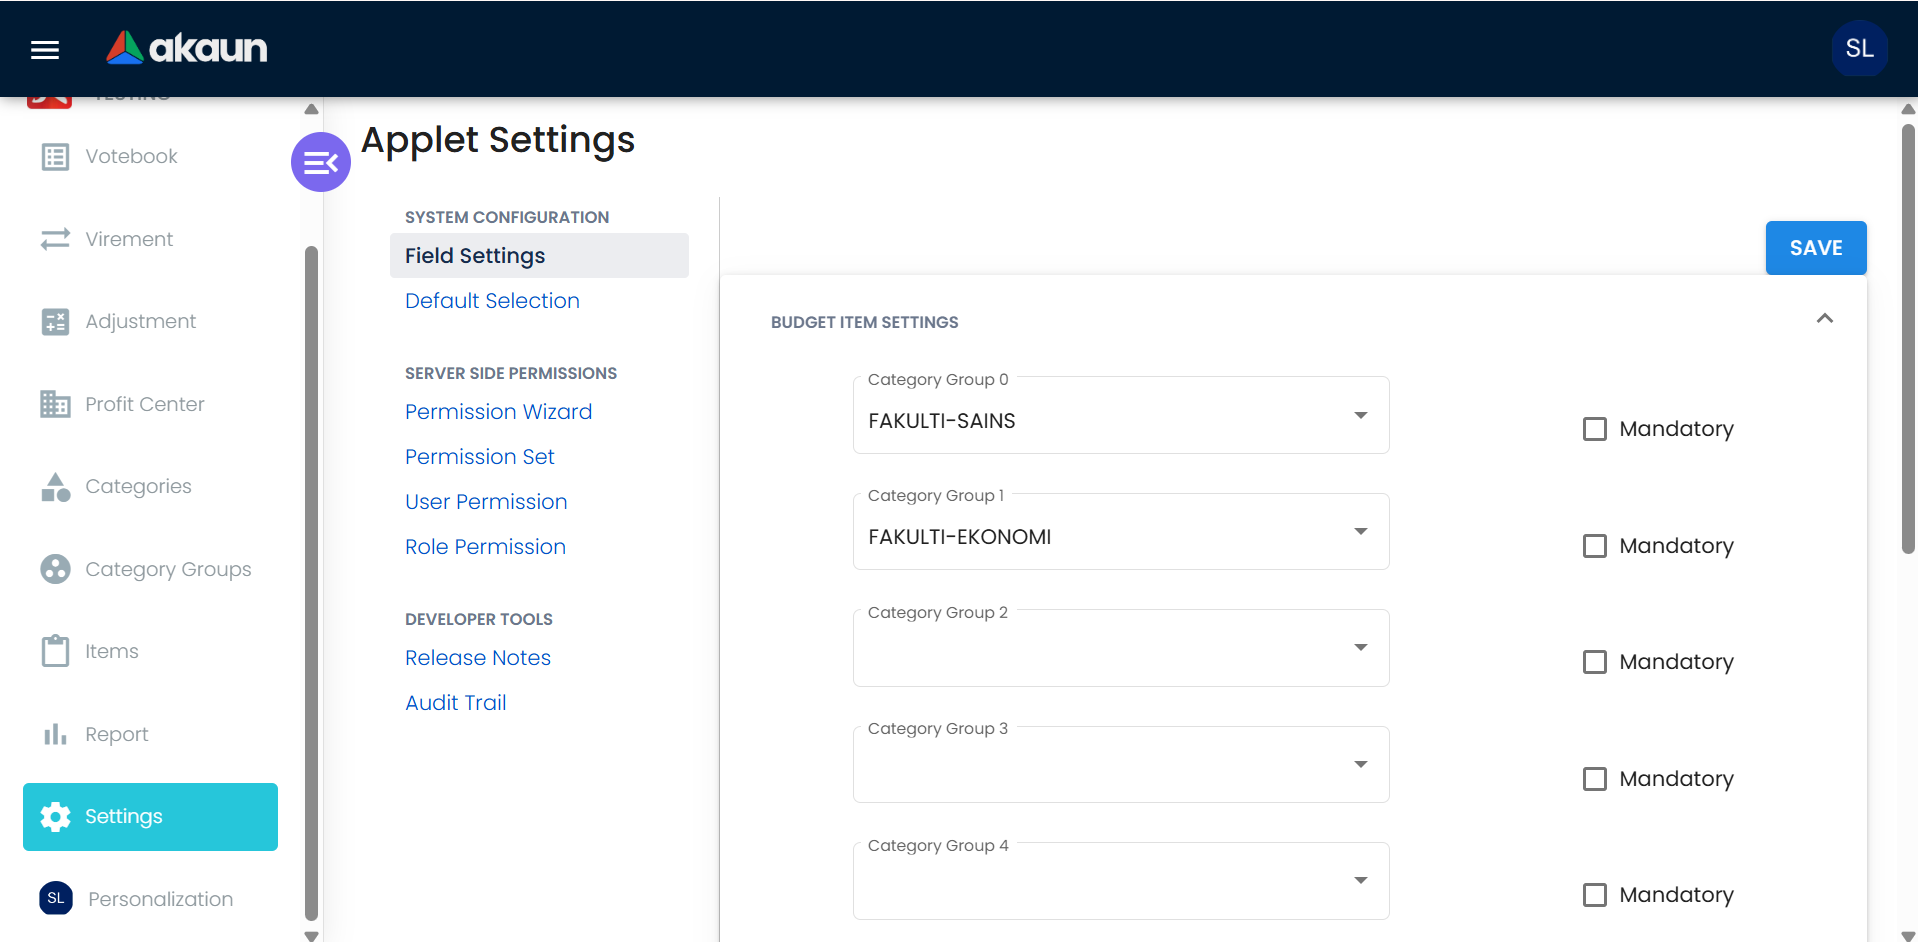 akaun
SL
Votebook
Virement
Adjustment
Profit Center
Categories
Category Groups
Items
Report
Settings
SL
Personalization
Applet Settings
SYSTEM CONFIGURATION
Field Settings
Default Selection
SERVER SIDE PERMISSIONS
Permission Wizard
Permission Set
User Permission
Role Permission
DEVELOPER TOOLS
Release Notes
Audit Trail
SAVE
BUDGET ITEM SETTINGS
Category Group 0
FAKULTI-SAINS
Mandatory
Category Group 1
FAKULTI-EKONOMI
Mandatory
Category Group 2
Mandatory
Category Group 3
Mandatory
Category Group 4
Mandatory